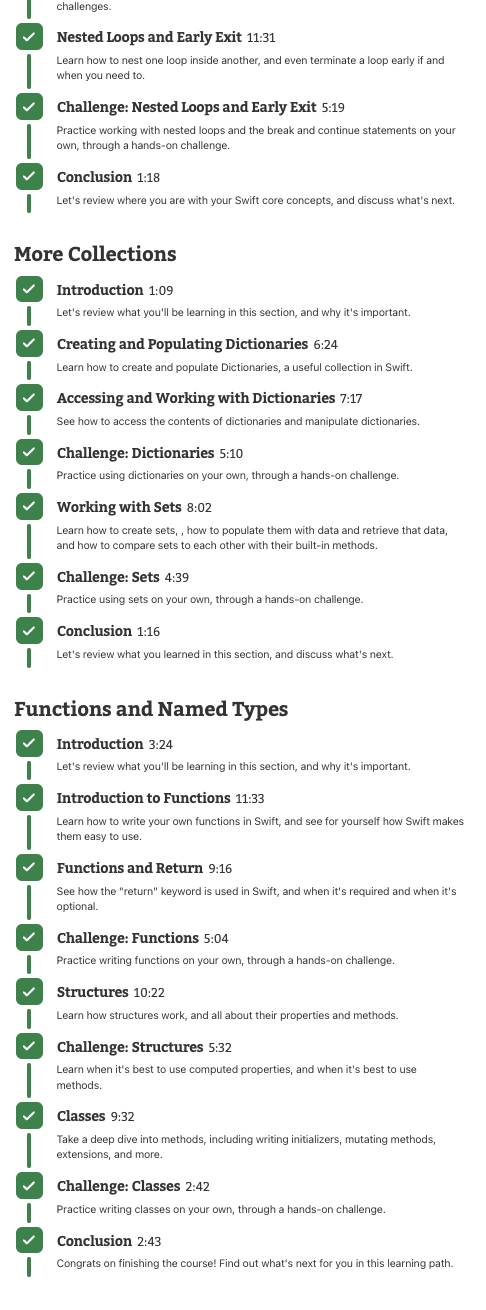 challenges.
Nested Loops and Early Exit 11:31
Learn how to nest one loop inside another, and even terminate a loop early if and
when you need to.
Challenge: Nested Loops and Early Exit 5:19
Practice working with nested loops and the break and continue statements on your
own, through a hands-on challenge.
Conclusion 1:18
Let's review where you are with your Swift core concepts, and discuss what's next.
More Collections
Introduction 1:09
Let's review what you'll be learning in this section, and why it's important.
Creating and Populating Dictionaries 6:24
Learn how to create and populate Dictionaries, a useful collection in Swift.
Accessing and Working with Dictionaries 7:17
See how to access the contents of dictionaries and manipulate dictionaries.
Challenge: Dictionaries 5:10
Practice using dictionaries on your own, through a hands-on challenge.
Working with Sets 8:02
Learn how to create sets, , how to populate them with data and retrieve that data,
and how to compare sets to each other with their built-in methods.
Challenge: Sets 4:39
Practice using sets on your own, through a hands-on challenge.
Conclusion 1:16
Let's review what you learned in this section, and discuss what's next.
Functions and Named Types
Introduction 3:24
Let's review what you'll be learning in this section, and why it's important.
Introduction to Functions 11:33
Learn how to write your own functions in Swift, and see for yourself how Swift makes
them easy to use.
Functions and Return 9:16
See how the "return" keyword is used in Swift, and when it's required and when it's
optional.
Challenge: Functions 5:04
Practice writing functions on your own, through a hands-on challenge.
Structures 10:22
Learn how structures work, and all about their properties and methods.
Challenge: Structures 5:32
Learn when it's best to use computed properties, and when it's best to use
methods.
Classes 9:32
Take a deep dive into methods, including writing initializers, mutating methods,
extensions, and more.
Challenge: Classes 2:42
Practice writing classes on your own, through a hands-on challenge.
Conclusion 2:43
Congrats on finishing the course! Find out what's next for you in this learning path.